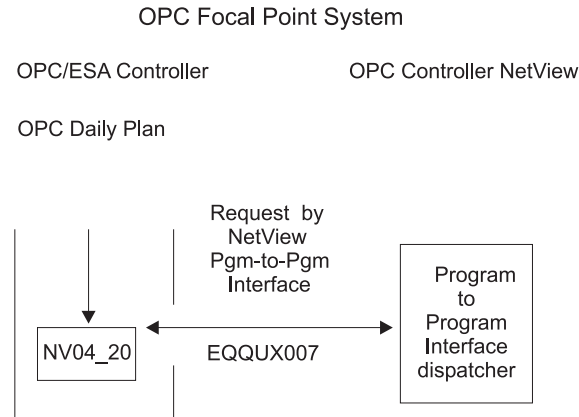 OPC Focal Point System
OPC/ESA Controller
OPC Controller NetView
OPC Daily Plan
Request by
NetView
Pgm-to-Pgm
Interface
Program
to
Program
Interface
dispatcher
NV04_20
EQQUX007